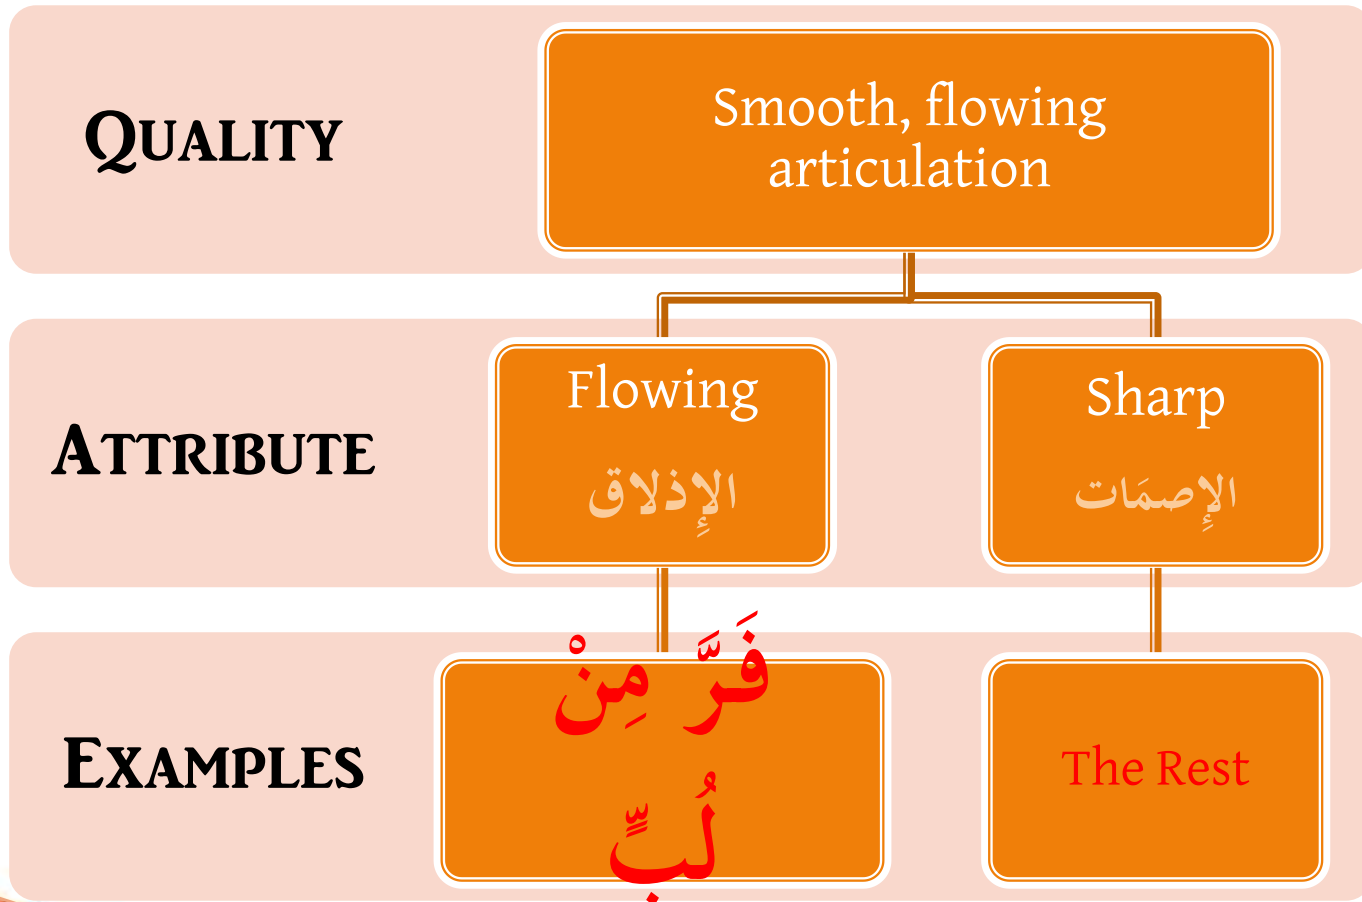 QUALITY
Smooth, flowing
articulation
ATTRIBUTE
Flowing
الإِذلاق
Sharp
الإِصمَات
EXAMPLES
فَرَّ مِنْ
لُبٍّ
The Rest